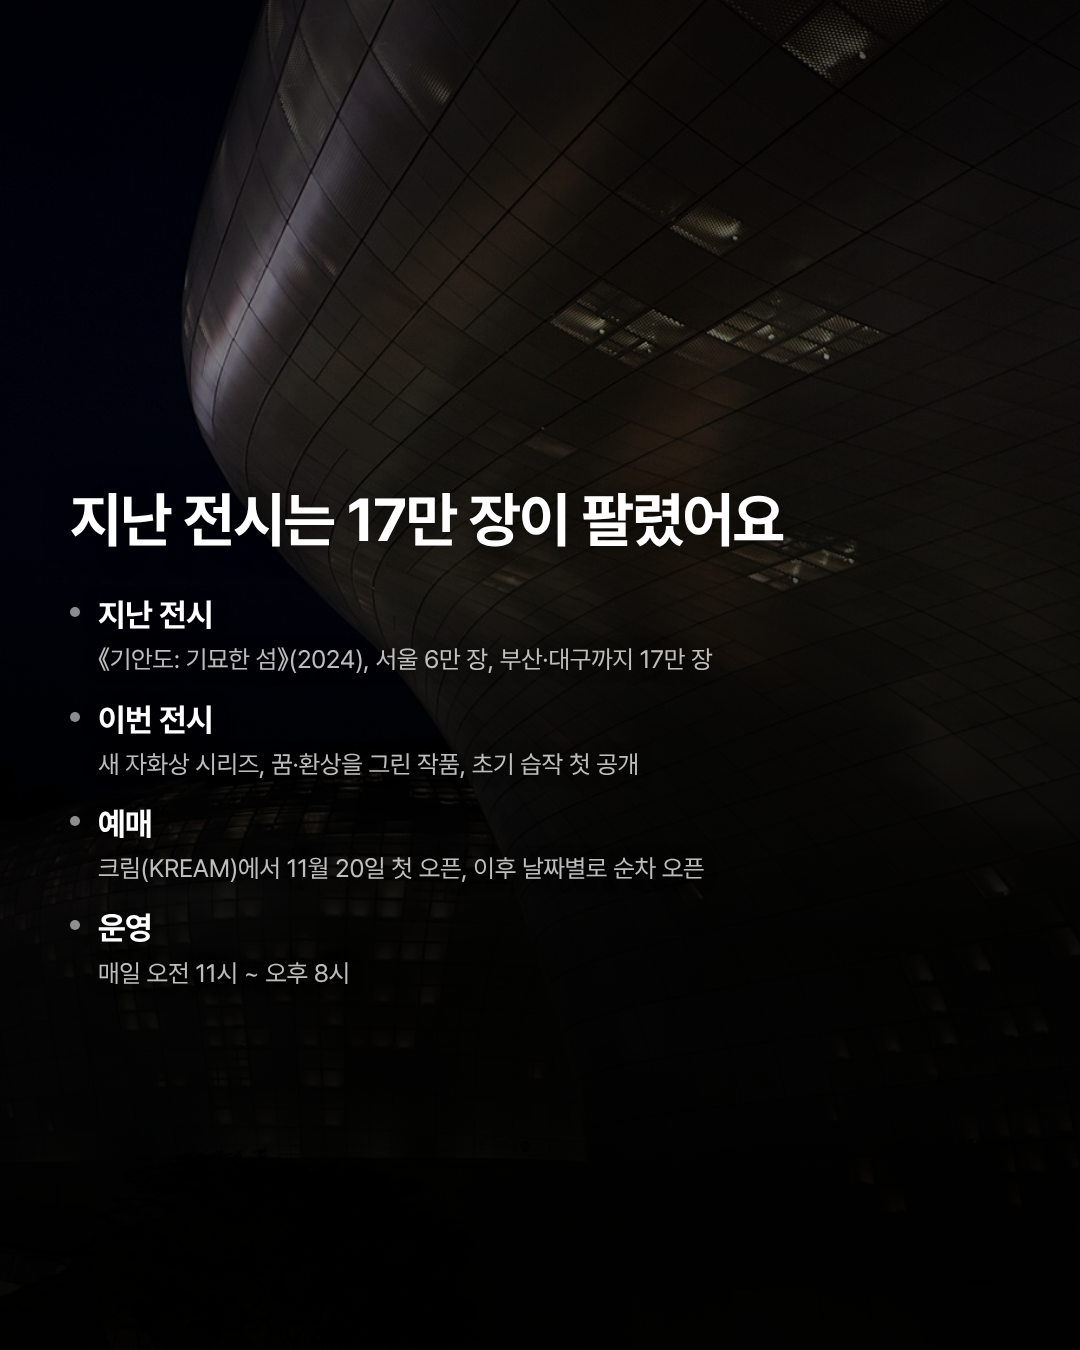 지난 전시는 17만 장이 팔렸어요
지난 전시
《기안도: 기묘한 섬》(2024), 서울 6만 장, 부산·대구까지 17만 장
이번 전시
새 자화상 시리즈, 꿈·환상을 그린 작품, 초기 습작 첫 공개
예매
크림(KREAM)에서 11월 20일 첫 오픈, 이후 날짜별로 순차 오픈
운영
매일 오전 11시 ~ 오후 8시